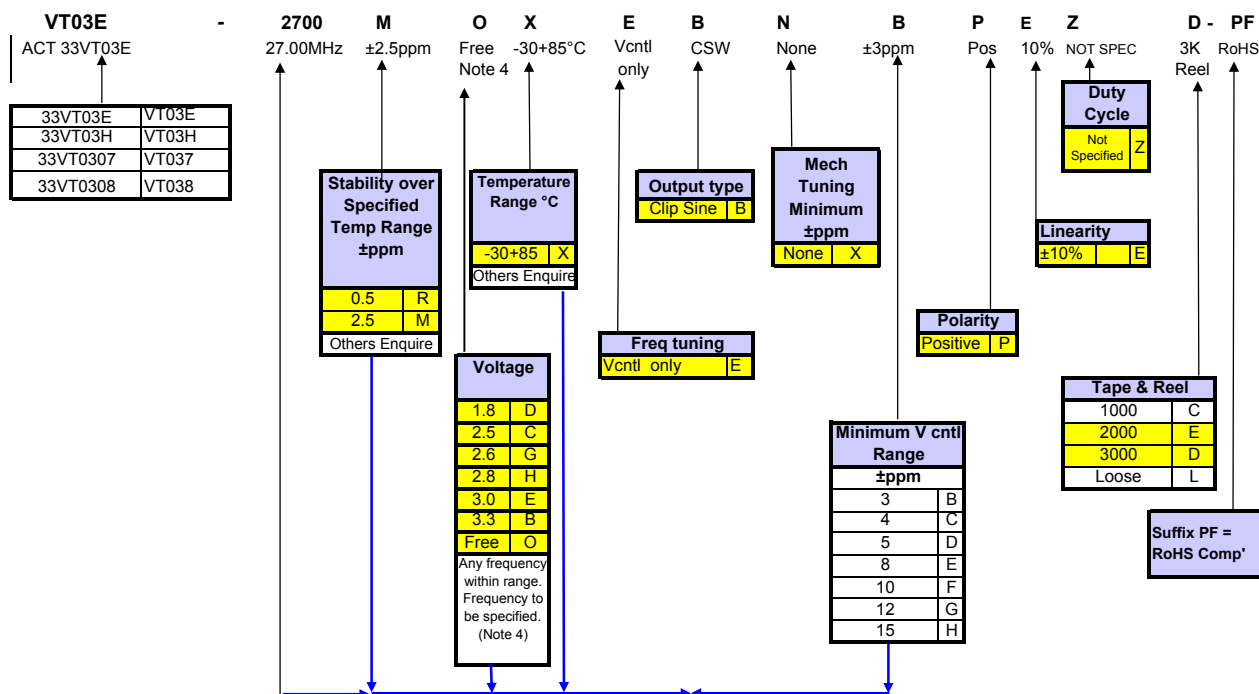 VT03E - 2700 M O X E B N B P E Z D - PF
ACT 33VT03E 27.00MHz ±2.5ppm Free -30+85°C Vcntl CSW None ±3ppm Pos 10% NOT SPEC 3K RoHS
Note 4 only Reel
33VT03E VT03E
33VT03H VT03H
33VT0307 VT037
33VT0308 VT038
Stability over
Specified
Temp Range
±ppm
0.5 R
2.5 M
Others Enquire
Temperature
Range °C
-30+85 X
Others Enquire
Voltage
1.8 D
2.5 C
2.6 G
2.8 H
3.0 E
3.3 B
Free O
Any frequency
within range.
Frequency to
be specified.
(Note 4)
Freq tuning
Vcntl only E
Output type
Clip Sine B
Mech
Tuning
Minimum
±ppm
None X
Minimum V cntl
Range
±ppm
3 B
4 C
5 D
8 E
10 F
12 G
15 H
Polarity
Positive P
Linearity
±10% E
Duty
Cycle
Not
Specified Z
Tape & Reel
1000 C
2000 E
3000 D
Loose L
Suffix PF =
RoHS Comp'